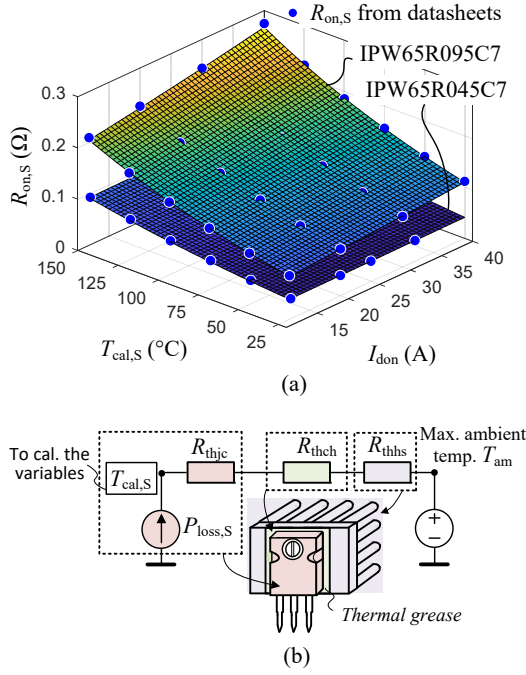 R_on,S from datasheets
IPW65R095C7
IPW65R045C7
0.3
0.2
0.1
0
R_on,S (Ω)
150
125
100
75
50
25
T_cal,S (°C)
15
20
25
30
35
40
I_don (A)
(a)
To cal. the
variables
T_cal,S
R_thjc
R_thch
R_thhs
Max. ambient
temp. T_am
P_loss,S
+
−
Thermal grease
(b)